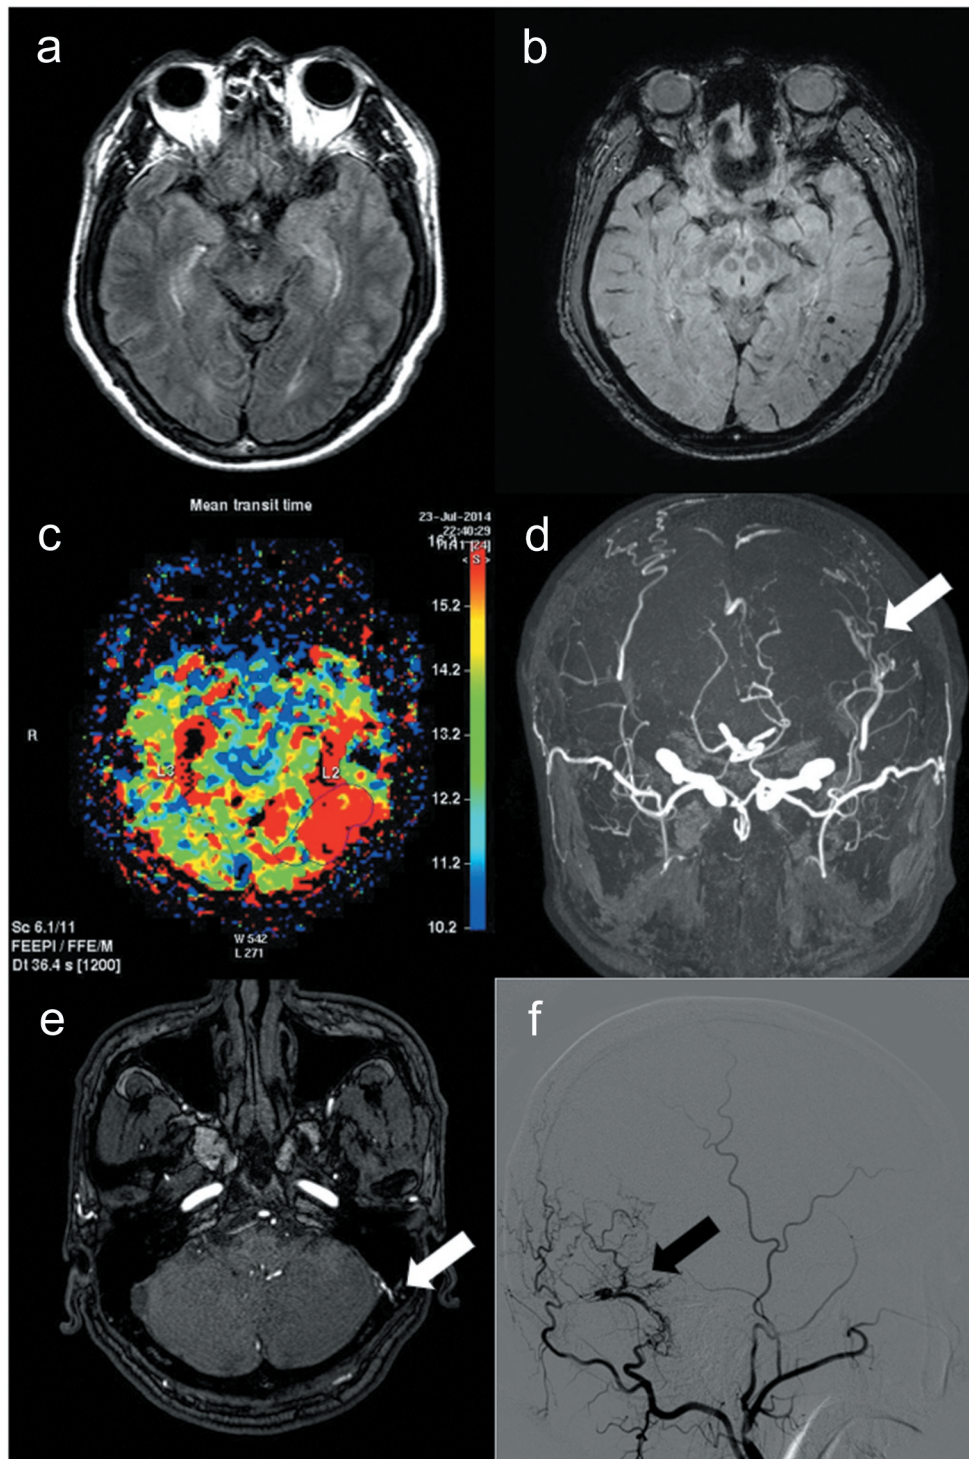 a
b
Mean transit time
c
23-Jul-2014
22:40:29
< S >
d
15.2
14.2
R
13.2
L3
L2
12.2
11.2
10.2
Sc 6.1/11
FEEPI / FFE/M
Dt 36.4 s [1200]
W 542
L 271
e
f